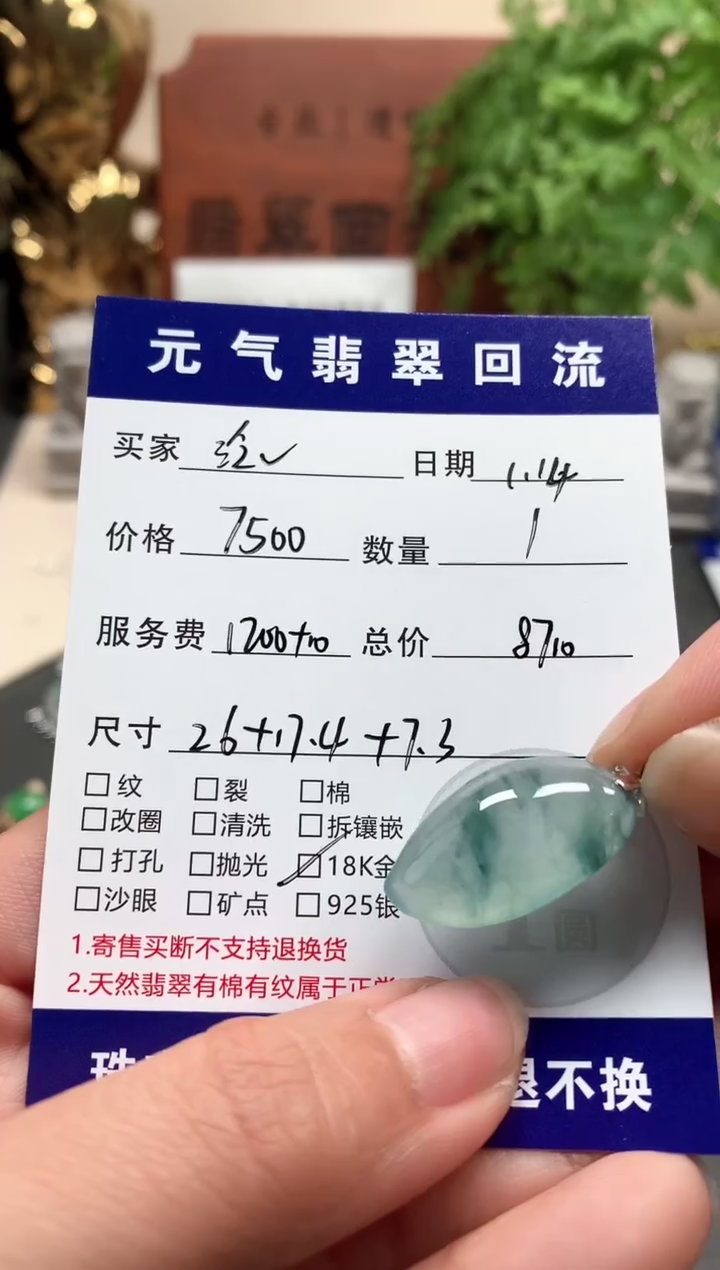 元气翡翠回流
买家 日期 1.14
价格 7500 数量 1
服务费 1200+10 总价 8710
尺寸 26+17.4+7.3
□纹 □裂 □棉
□改圈 □清洗 □拆镶嵌
□打孔 □抛光 □18K金
□沙眼 □矿点 □925银
1.寄售买断不支持退换货
2.天然翡翠有棉有纹属于正常
退不换
1圆